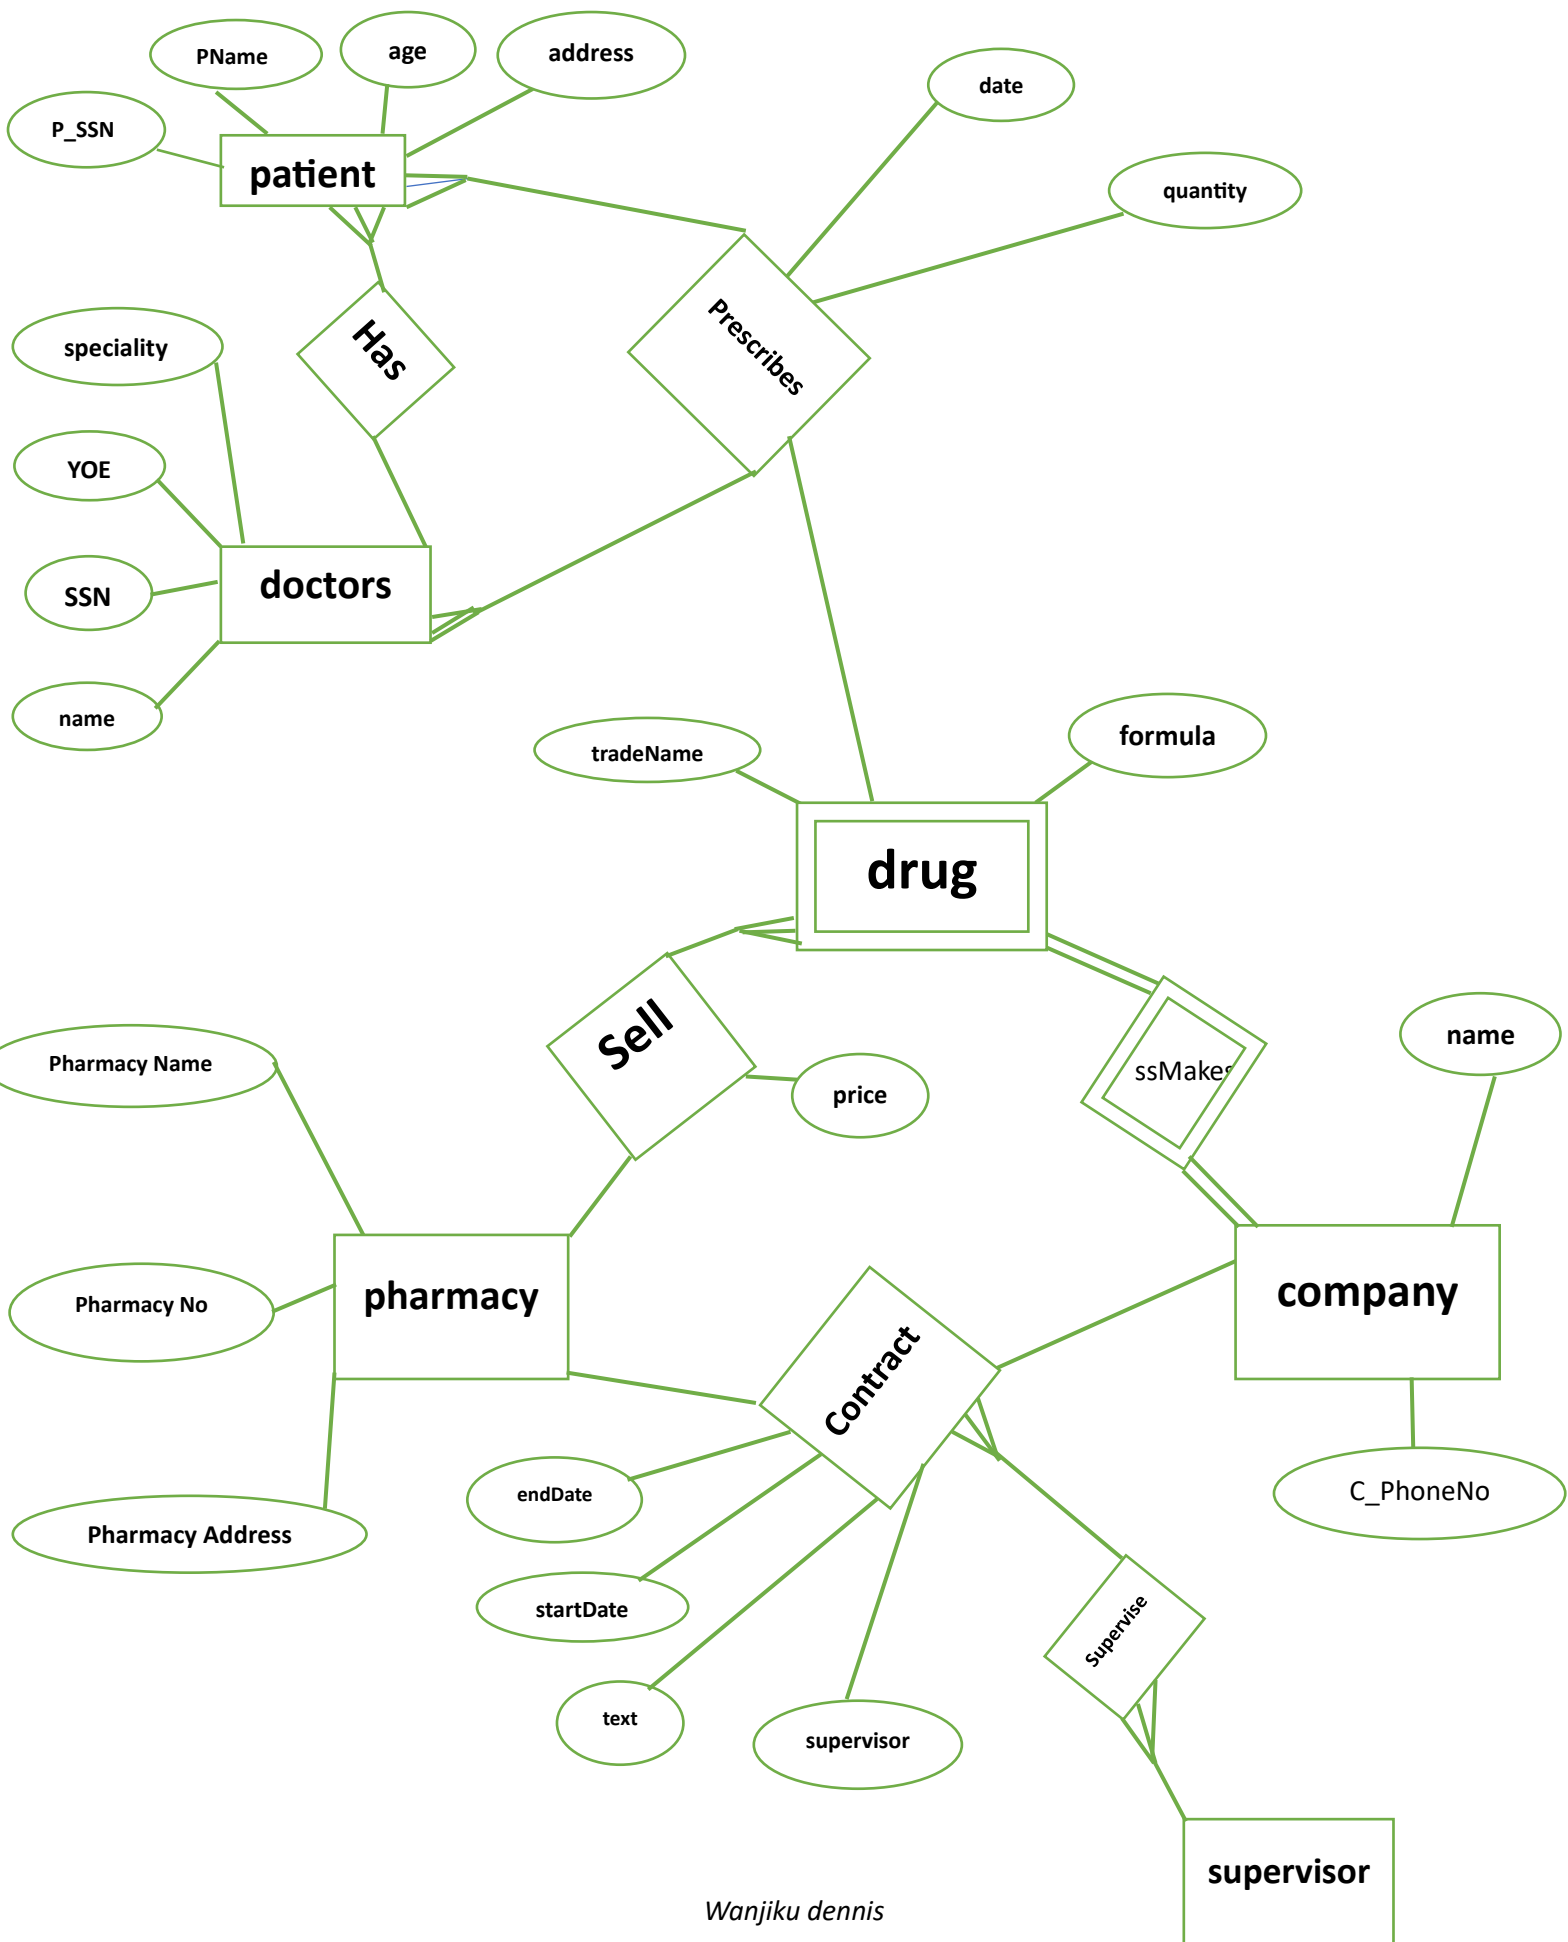 PName
age
address
date
P_SSN
patient
quantity
Prescribes
Has
speciality
YOE
doctors
SSN
name
tradeName
formula
drug
Sell
name
Pharmacy Name
ssMakes
price
pharmacy
Pharmacy No
company
Contract
endDate
C_PhoneNo
Pharmacy Address
startDate
Supervise
text
supervisor
supervisor
Wanjiku dennis